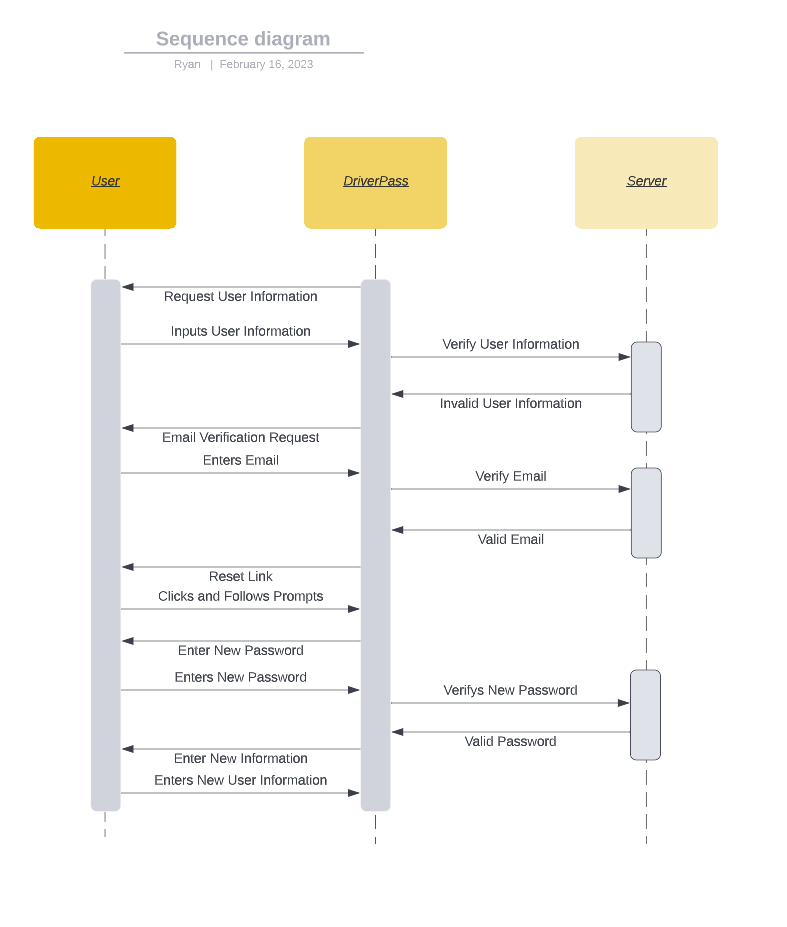 Sequence diagram
Ryan | February 16, 2023
User
DriverPass
Server
Request User Information
Inputs User Information
Verify User Information
Invalid User Information
Email Verification Request
Enters Email
Verify Email
Valid Email
Reset Link
Clicks and Follows Prompts
Enter New Password
Enters New Password
Verifys New Password
Valid Password
Enter New Information
Enters New User Information